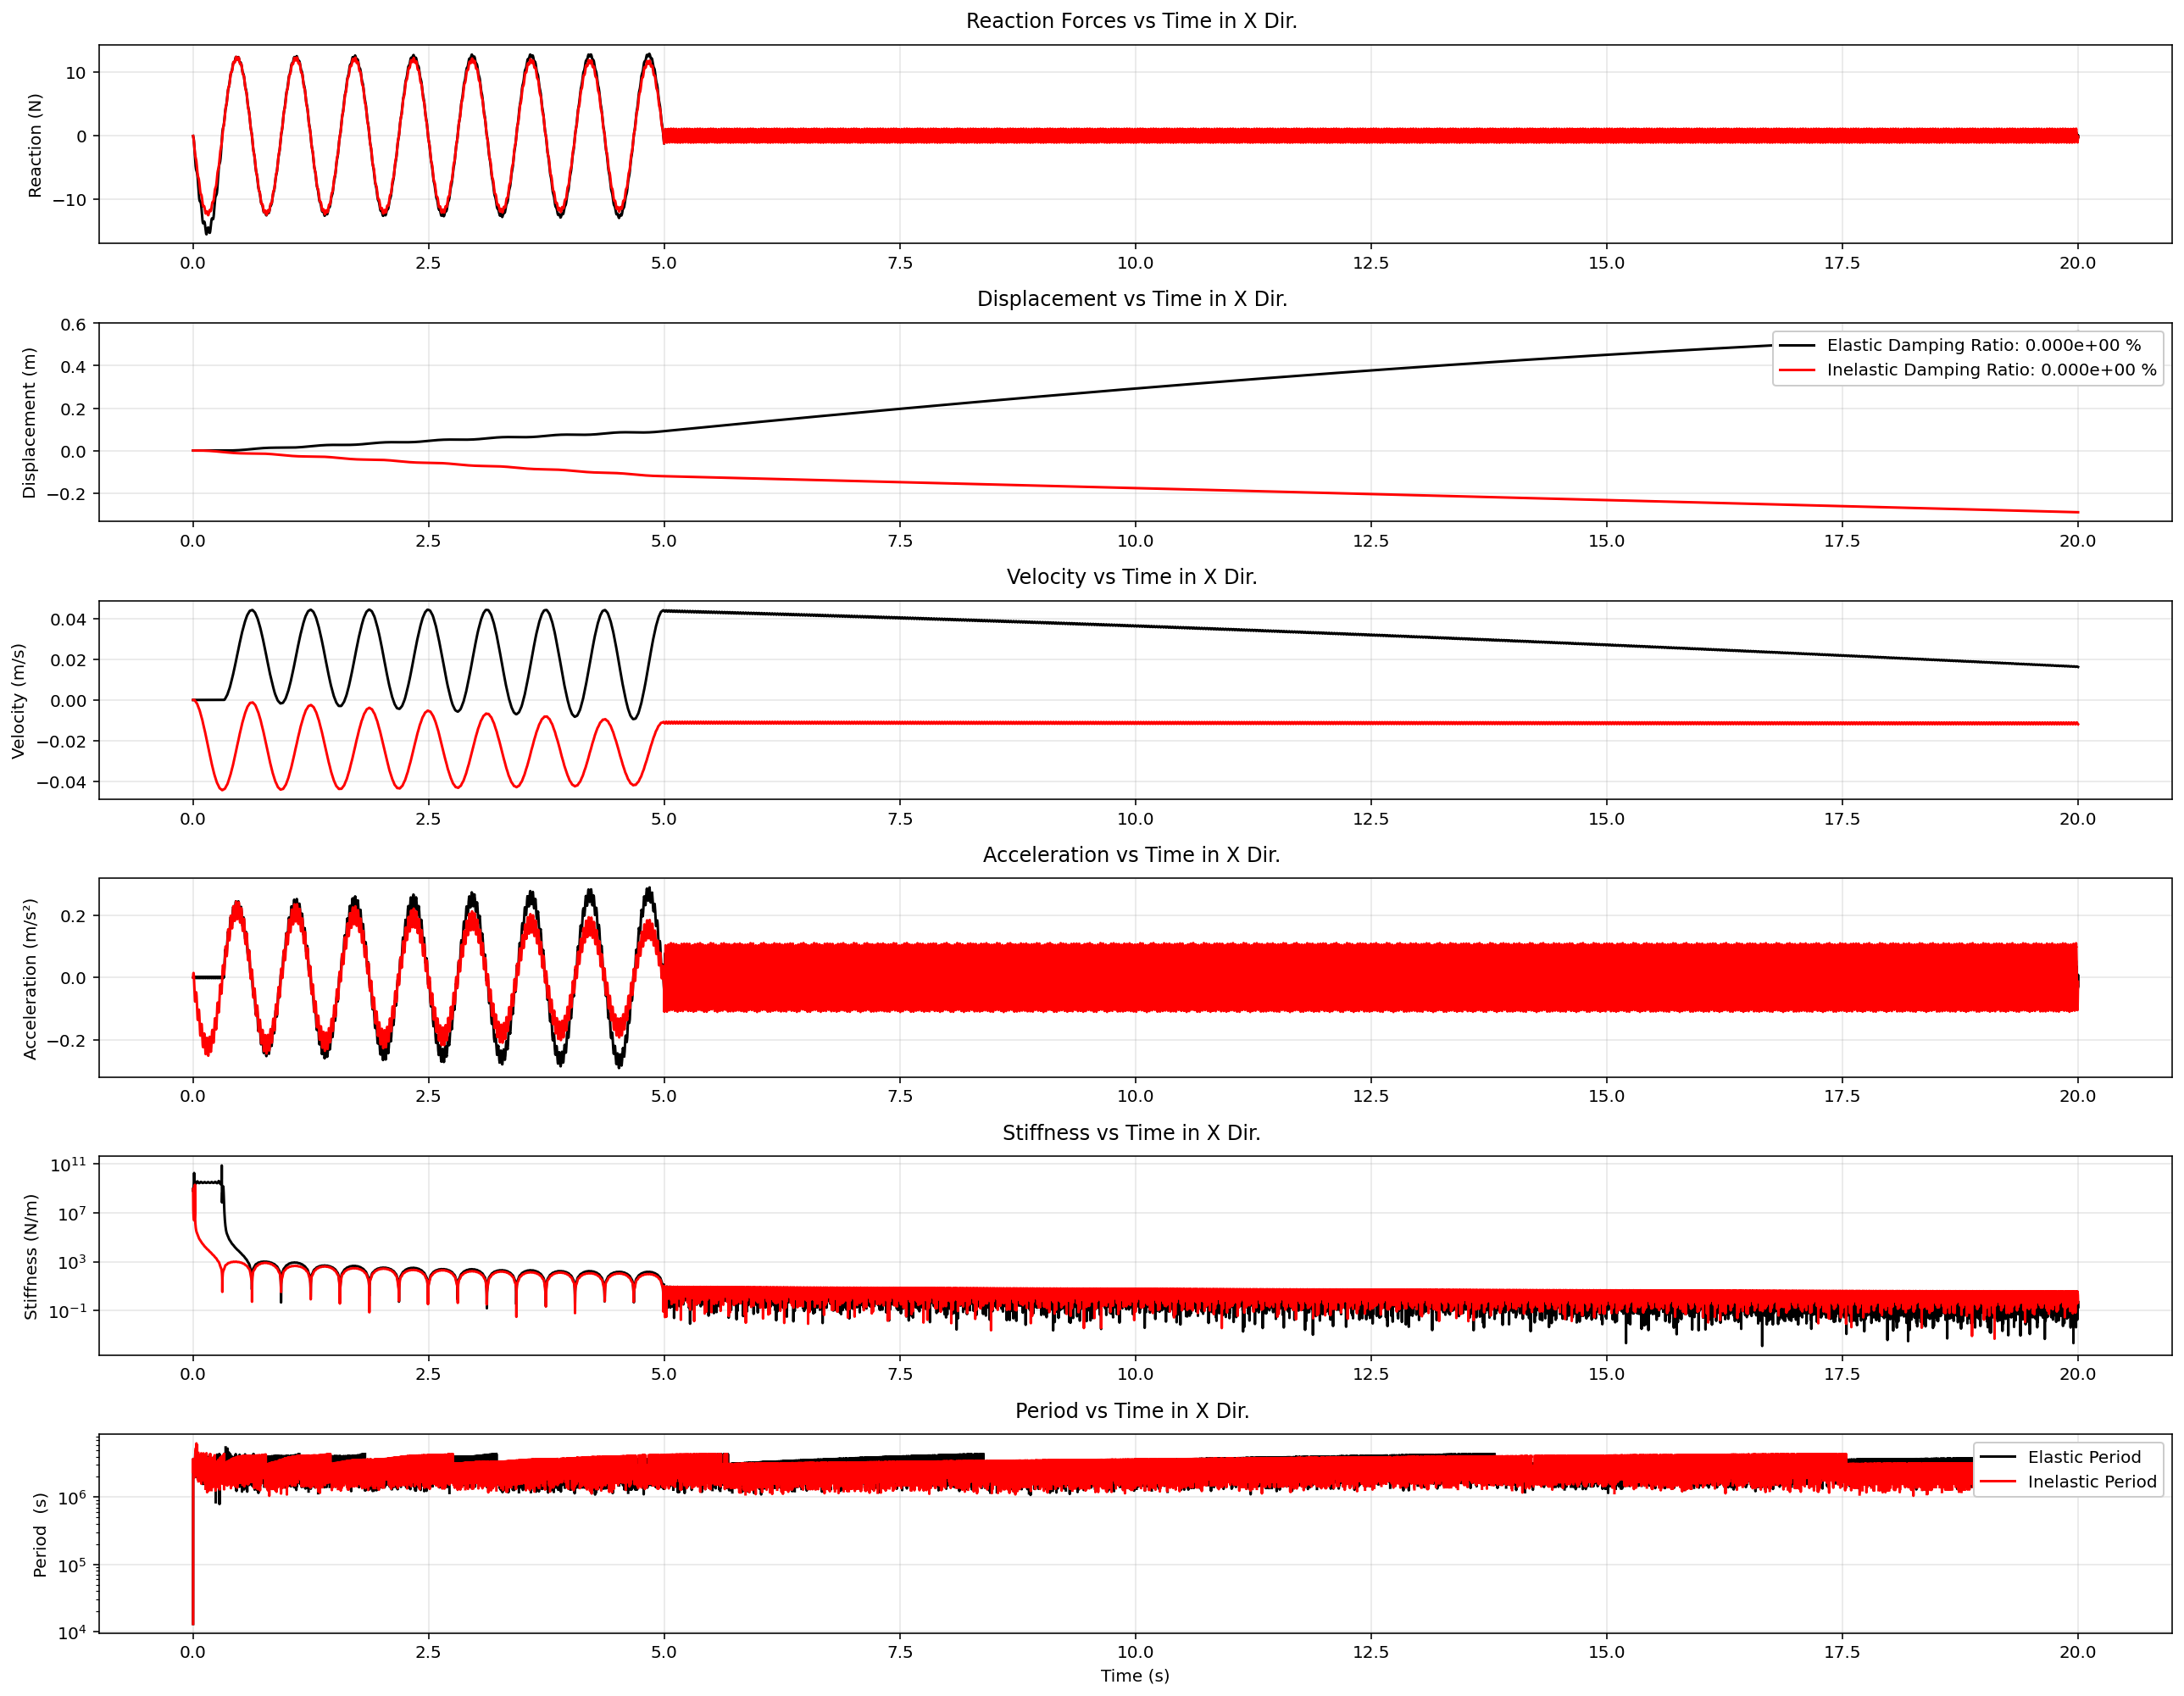 Reaction Forces vs Time in X Dir.
Reaction (N)
10
0
−10
0.0 2.5 5.0 7.5 10.0 12.5 15.0 17.5 20.0
Displacement vs Time in X Dir.
Displacement (m)
0.6
0.4
0.2
0.0
−0.2
Elastic Damping Ratio: 0.000e+00 %
Inelastic Damping Ratio: 0.000e+00 %
0.0 2.5 5.0 7.5 10.0 12.5 15.0 17.5 20.0
Velocity vs Time in X Dir.
Velocity (m/s)
0.04
0.02
0.00
−0.02
−0.04
0.0 2.5 5.0 7.5 10.0 12.5 15.0 17.5 20.0
Acceleration vs Time in X Dir.
Acceleration (m/s²)
0.2
0.0
−0.2
0.0 2.5 5.0 7.5 10.0 12.5 15.0 17.5 20.0
Stiffness vs Time in X Dir.
Stiffness (N/m)
10¹¹
10⁷
10³
10⁻¹
0.0 2.5 5.0 7.5 10.0 12.5 15.0 17.5 20.0
Period vs Time in X Dir.
Period  (s)
10⁶
10⁵
10⁴
Elastic Period
Inelastic Period
0.0 2.5 5.0 7.5 10.0 12.5 15.0 17.5 20.0
Time (s)